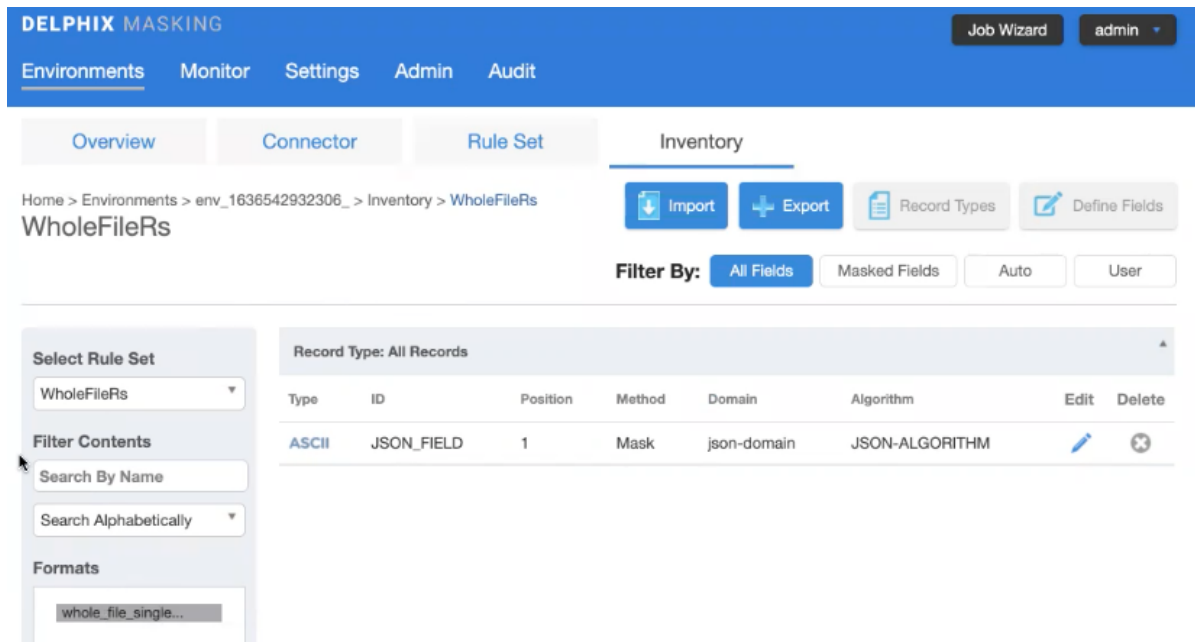 DELPHIX MASKING
Job Wizard
admin
Environments Monitor Settings Admin Audit
Overview Connector Rule Set Inventory
Home > Environments > env_1636542932306_ > Inventory > WholeFileRs
WholeFileRs
Import Export Record Types Define Fields
Filter By: All Fields Masked Fields Auto User
Select Rule Set
WholeFileRs
Filter Contents
Search By Name
Search Alphabetically
Formats
whole_file_single...
Record Type: All Records
Type ID Position Method Domain Algorithm Edit Delete
ASCII JSON_FIELD 1 Mask json-domain JSON-ALGORITHM